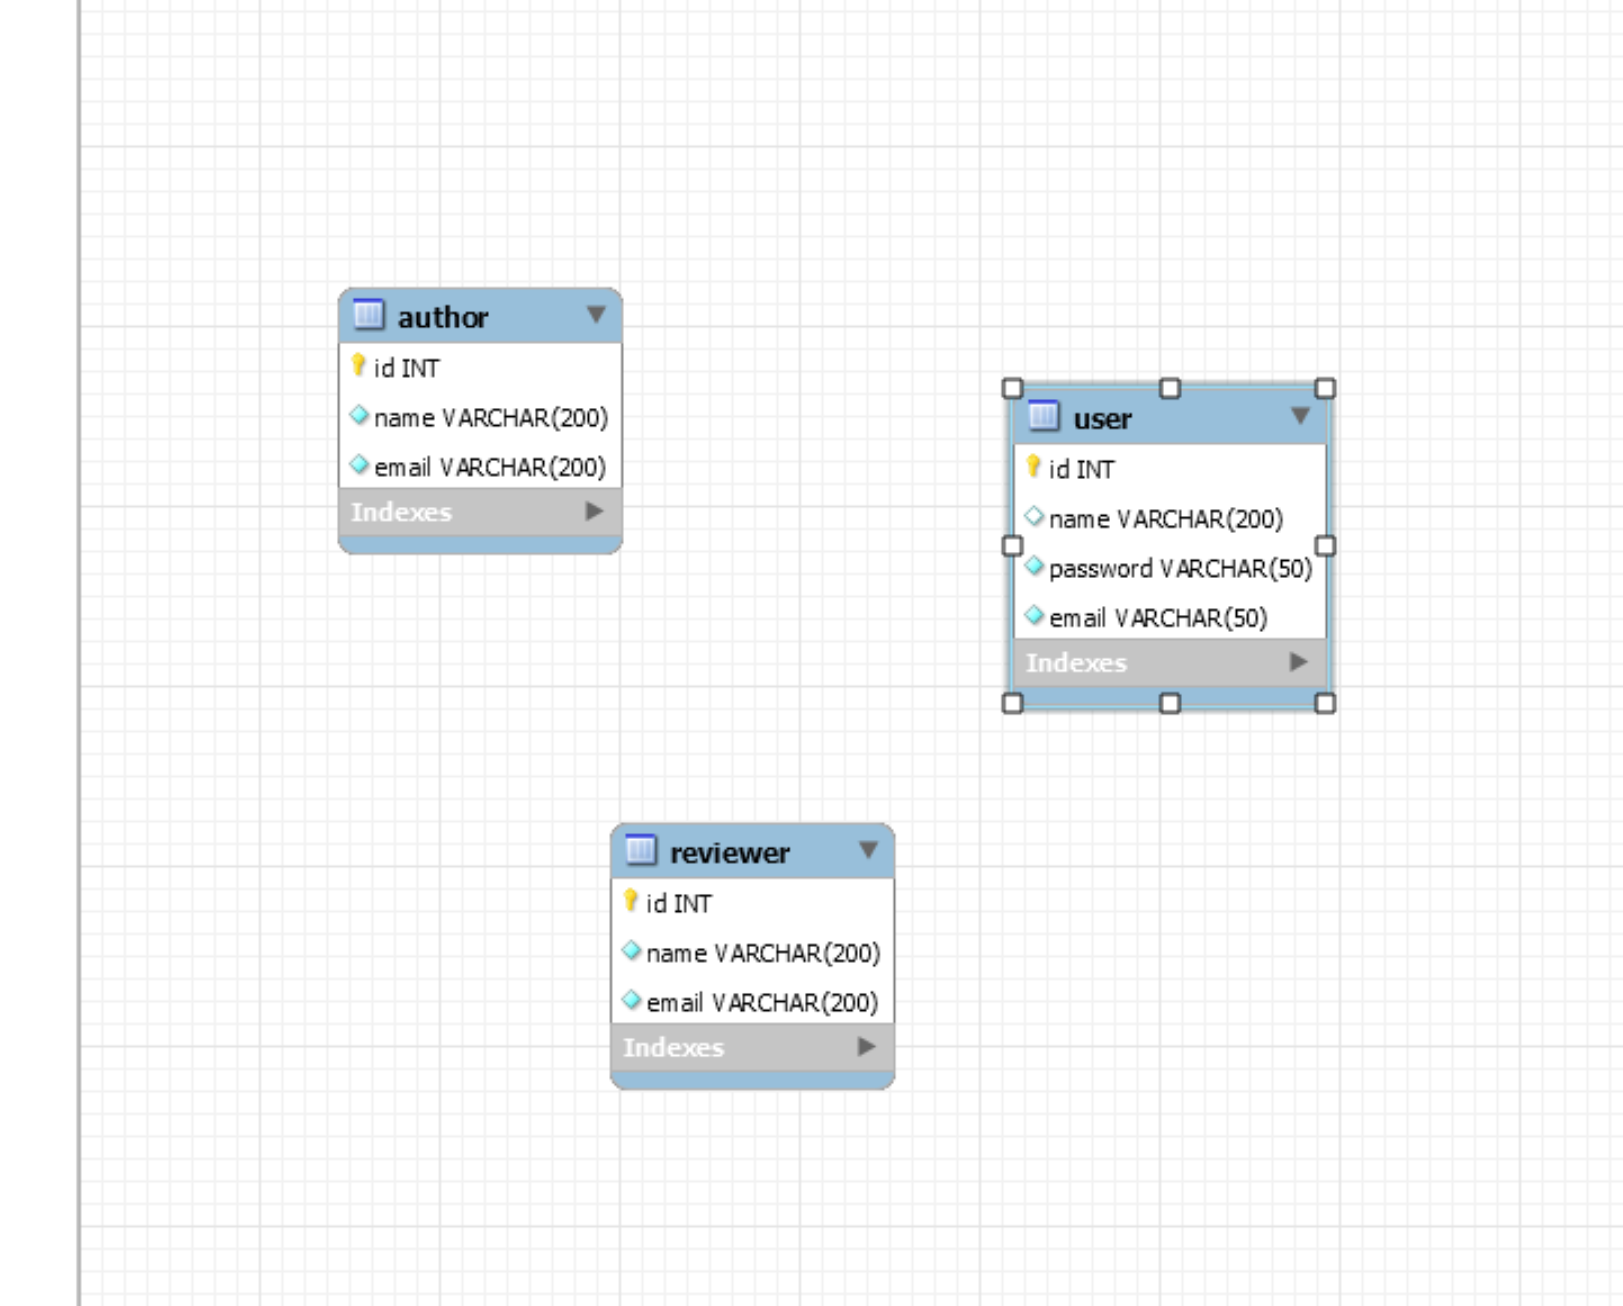 author
id INT
name VARCHAR(200)
email VARCHAR(200)
Indexes
user
id INT
name VARCHAR(200)
password VARCHAR(50)
email VARCHAR(50)
Indexes
reviewer
id INT
name VARCHAR(200)
email VARCHAR(200)
Indexes